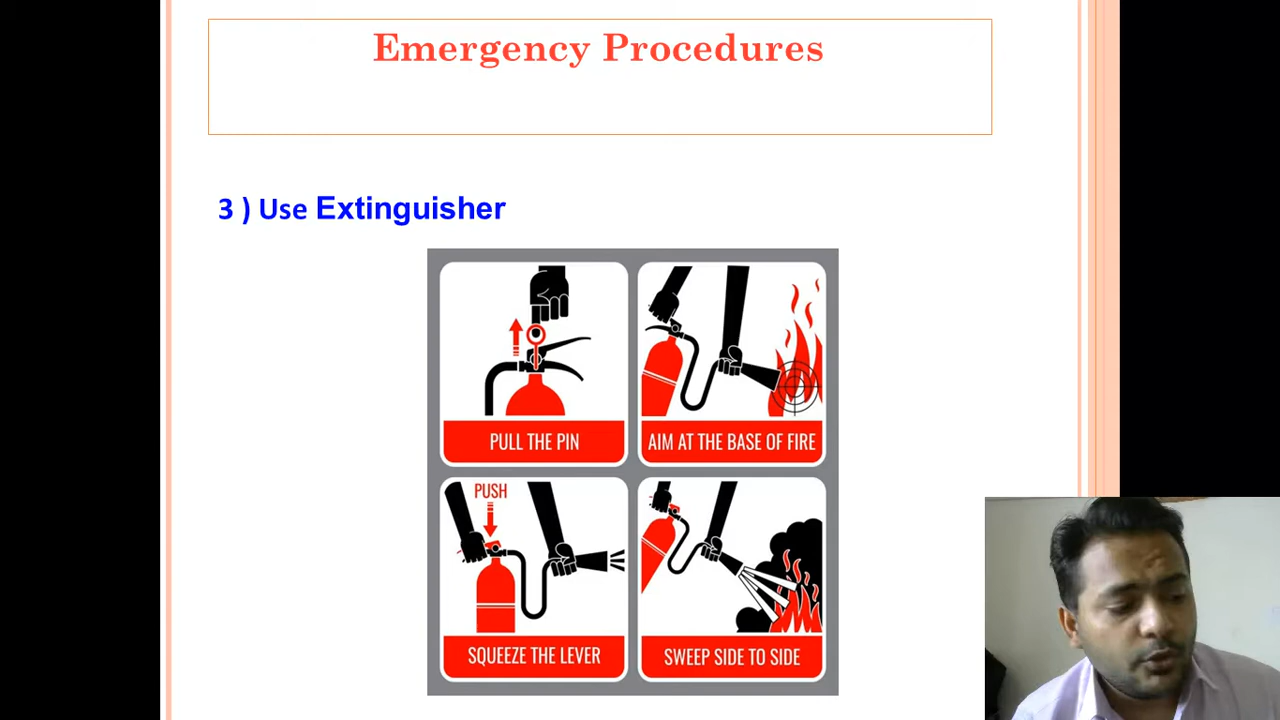 Emergency Procedures
3 ) Use Extinguisher
PULL THE PIN
AIM AT THE BASE OF FIRE
PUSH
SQUEEZE THE LEVER
SWEEP SIDE TO SIDE